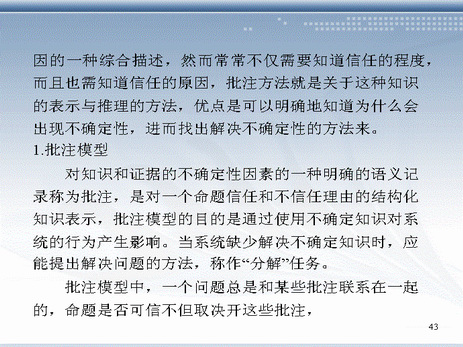 因的一种综合描述，然而常常不仅需要知道信任的程度，
而且也需知道信任的原因，批注方法就是关于这种知识
的表示与推理的方法，优点是可以明确地知道为什么会
出现不确定性，进而找出解决不确定性的方法来。
1.批注模型
对知识和证据的不确定性因素的一种明确的语义记
录称为批注，是对一个命题信任和不信任理由的结构化
知识表示，批注模型的目的是通过使用不确定知识对系
统的行为产生影响。当系统缺少解决不确定知识时，应
能提出解决问题的方法，称作“分解”任务。
批注模型中，一个问题总是和某些批注联系在一起
的，命题是否可信不但取决开这些批注，
43